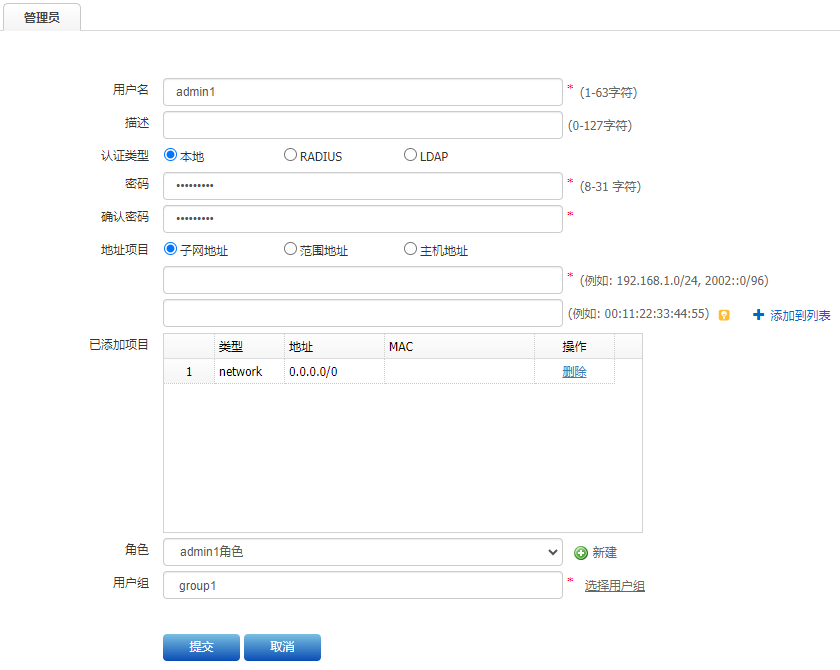 管理员
用户名 admin1 * (1-63字符)
描述 (0-127字符)
认证类型 本地 RADIUS LDAP
密码 ••••••••• * (8-31 字符)
确认密码 ••••••••• *
地址项目 子网地址 范围地址 主机地址
* (例如: 192.168.1.0/24, 2002::0/96)
(例如: 00:11:22:33:44:55) 添加到列表
已添加项目 类型 地址 MAC 操作
1 network 0.0.0.0/0 删除
角色 admin1角色 新建
用户组 group1 * 选择用户组
提交 取消